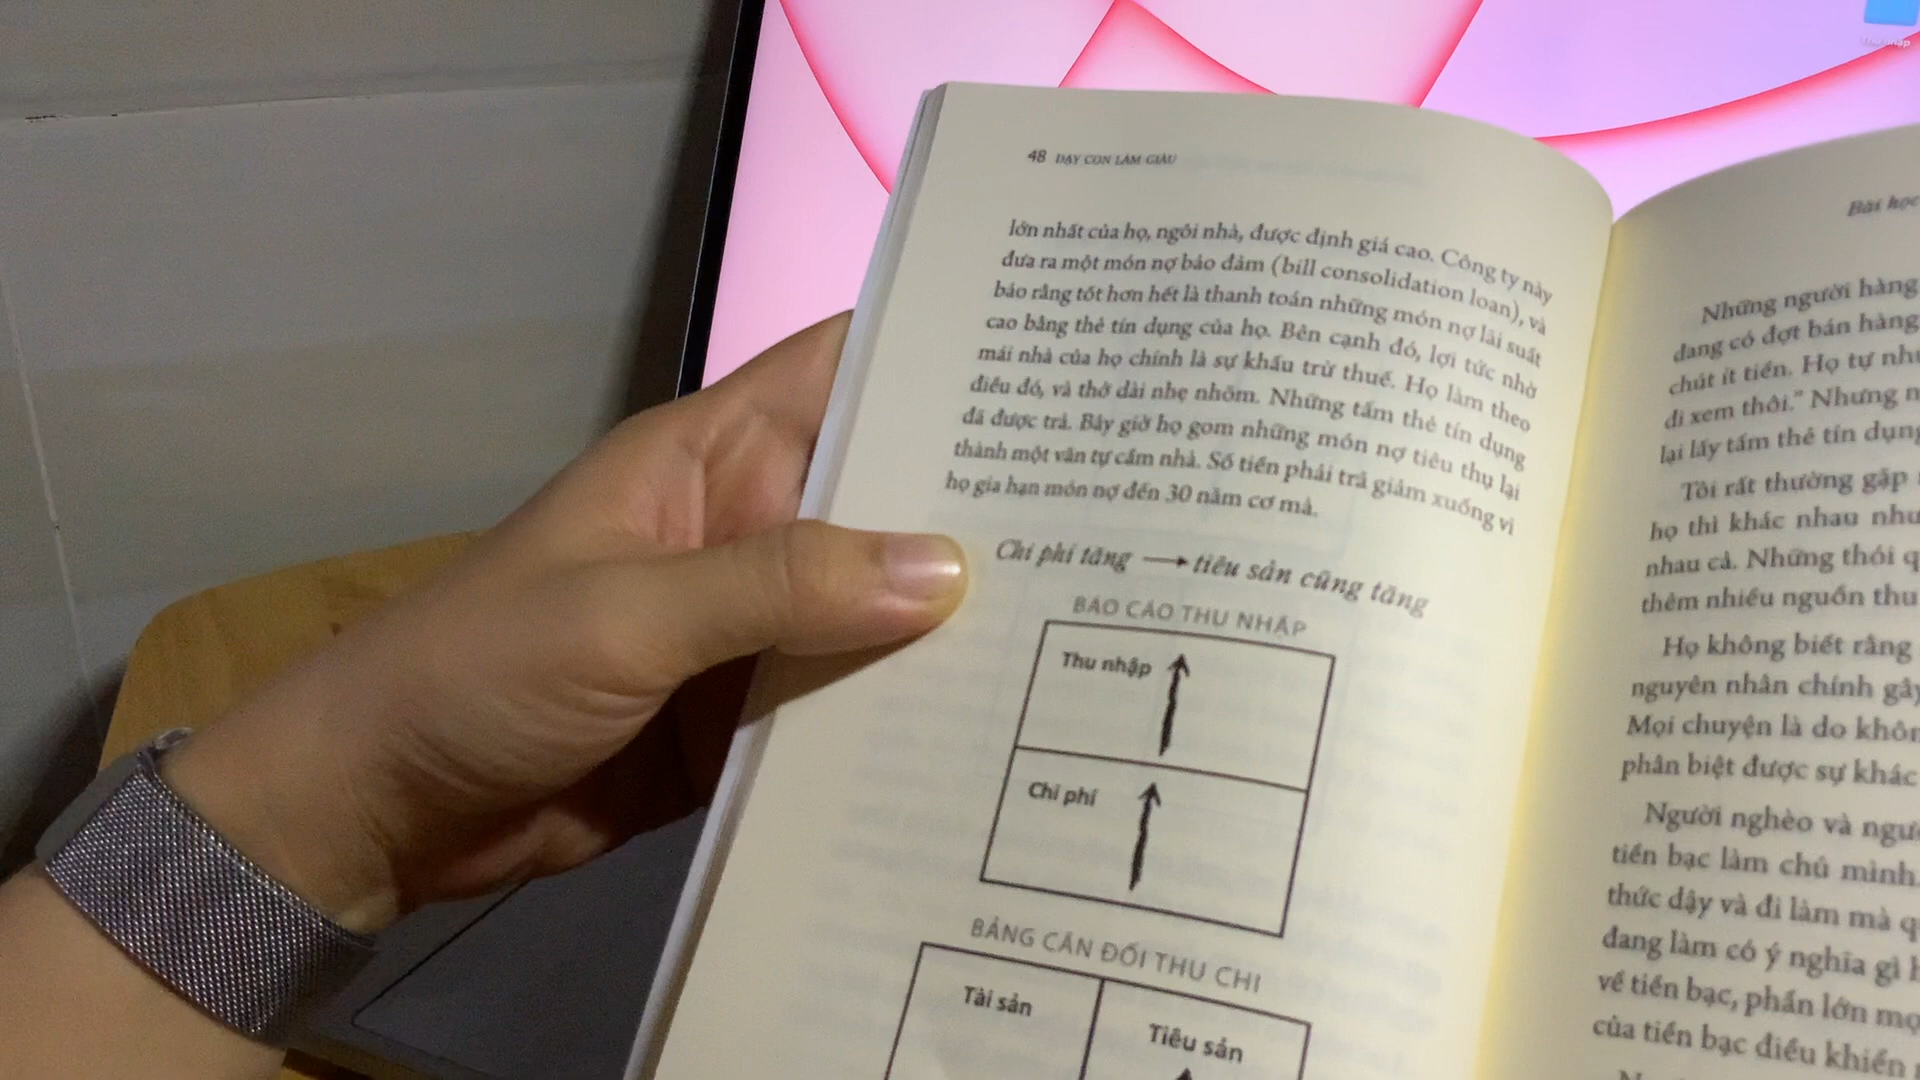 48 DẠY CON LÀM GIÀU
lớn nhất của họ, ngôi nhà, được định giá cao. Công ty này
đưa ra một món nợ bảo đảm (bill consolidation loan), và
bảo rằng tốt hơn hết là thanh toán những món nợ lãi suất
cao bằng thẻ tín dụng của họ. Bên cạnh đó, lợi tức nhờ
mái nhà của họ chính là sự khấu trừ thuế. Họ làm theo
điều đó, và thở dài nhẹ nhõm. Những tấm thẻ tín dụng
đã được trả. Bây giờ họ gom những món nợ tiêu thụ lại
thành một văn tự cầm nhà. Số tiền phải trả giảm xuống vì
họ gia hạn món nợ đến 30 năm cơ mà.
Chi phí tăng → tiêu sản cũng tăng
BÁO CÁO THU NHẬP
Thu nhập
Chi phí
BẢNG CÂN ĐỐI THU CHI
Tài sản
Tiêu sản
Bài học
Những người hàng
đang có đợt bán hàng
chút ít tiền. Họ tự nhủ
đi xem thôi." Nhưng
lại lấy tấm thẻ tín dụng
Tôi rất thường gặp
họ thì khác nhau như
nhau cả. Những thói
thêm nhiều nguồn thu
Họ không biết rằng
nguyên nhân chính gây
Mọi chuyện là do không
phân biệt được sự khác
Người nghèo và người
tiền bạc làm chủ mình.
thức dậy và đi làm mà
đang làm có ý nghĩa gì
về tiền bạc, phần lớn
của tiền bạc điều khiển